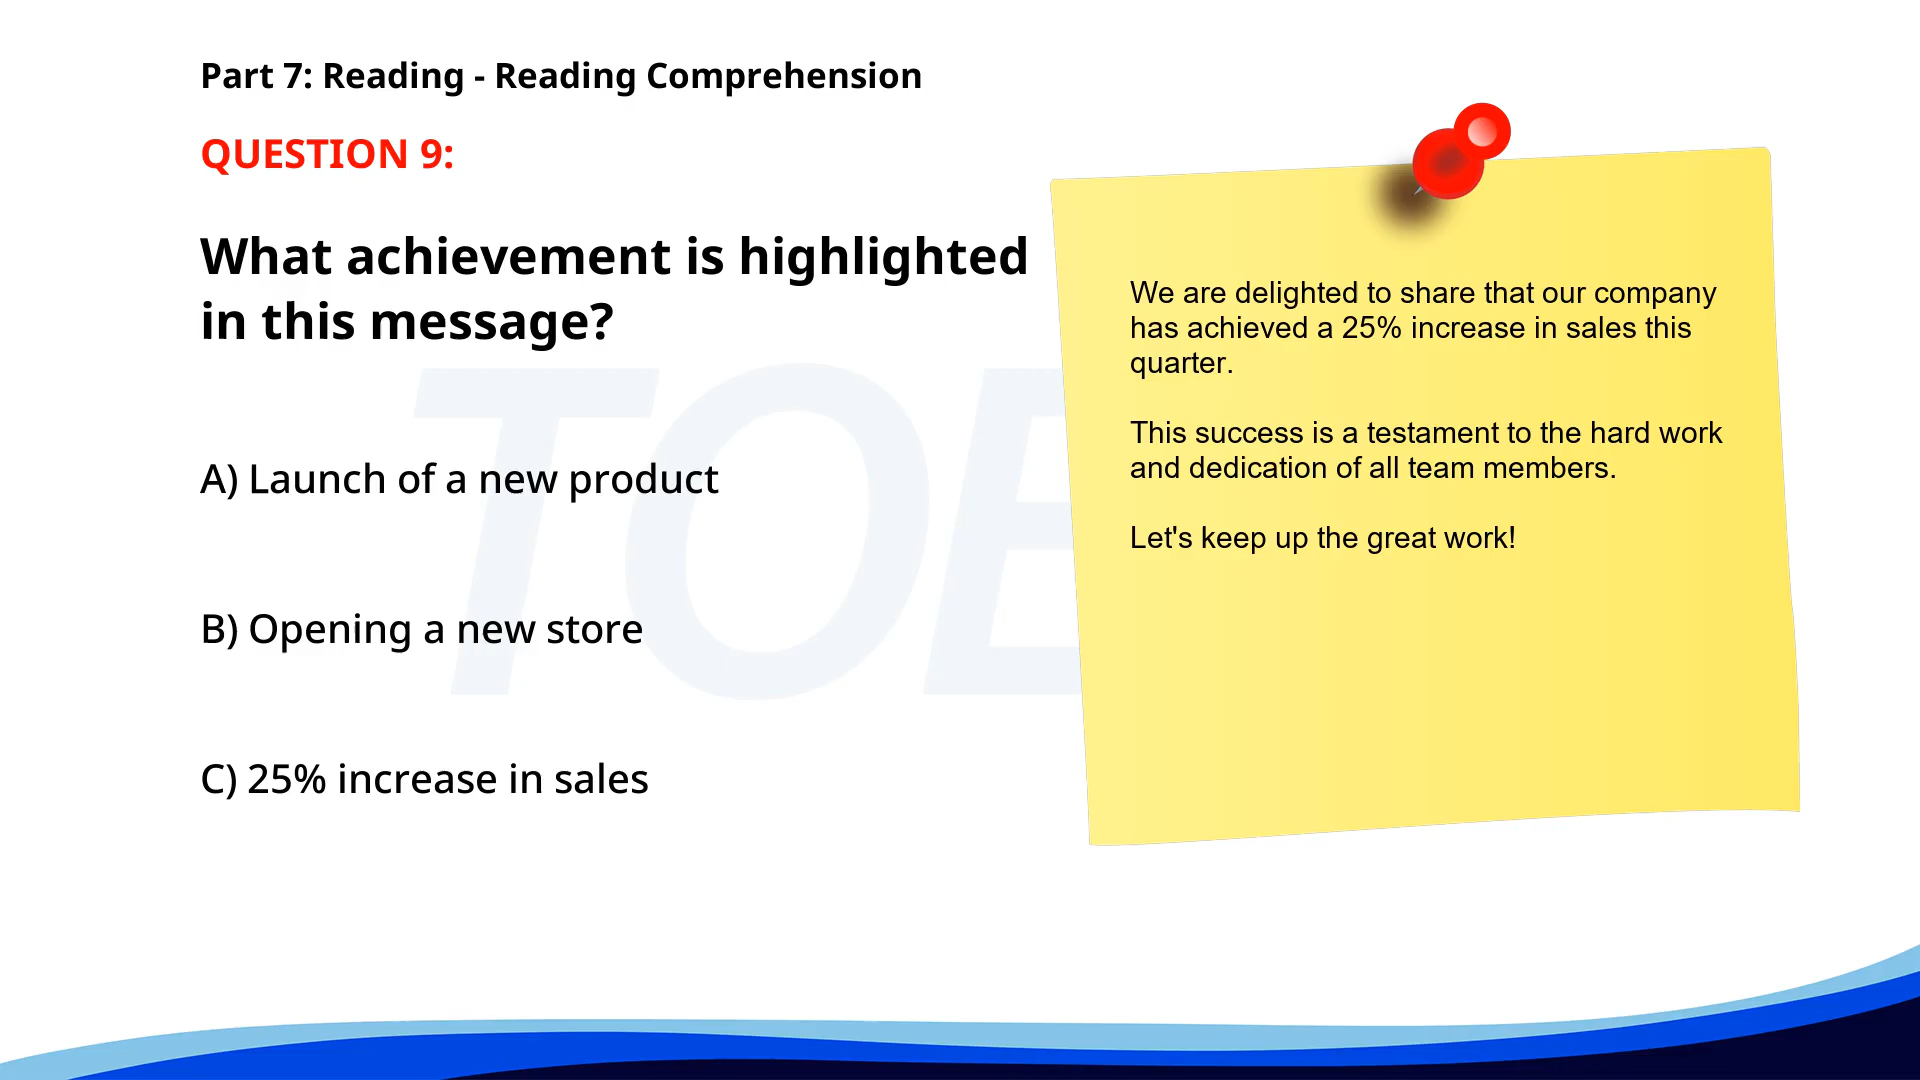 Part 7: Reading - Reading Comprehension
QUESTION 9:
What achievement is highlighted
in this message?
A) Launch of a new product
B) Opening a new store
C) 25% increase in sales
We are delighted to share that our company
has achieved a 25% increase in sales this
quarter.
This success is a testament to the hard work
and dedication of all team members.
Let's keep up the great work!